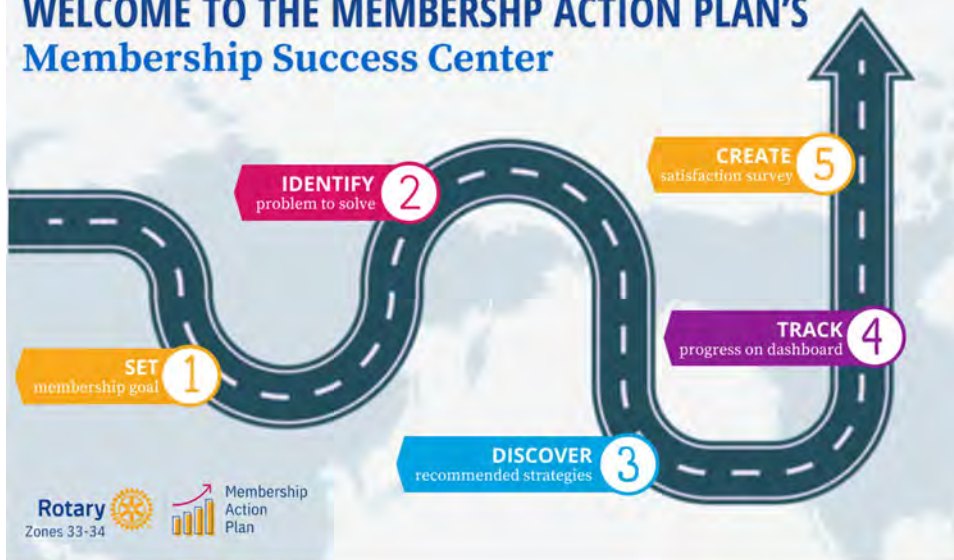 WELCOME TO THE MEMBERSHP ACTION PLAN'S
Membership Success Center
CREATE
satisfaction survey
5
IDENTIFY
problem to solve
2
TRACK
progress on dashboard
4
SET
membership goal
1
DISCOVER
recommended strategies
3
Rotary
Zones 33-34
Membership
Action
Plan